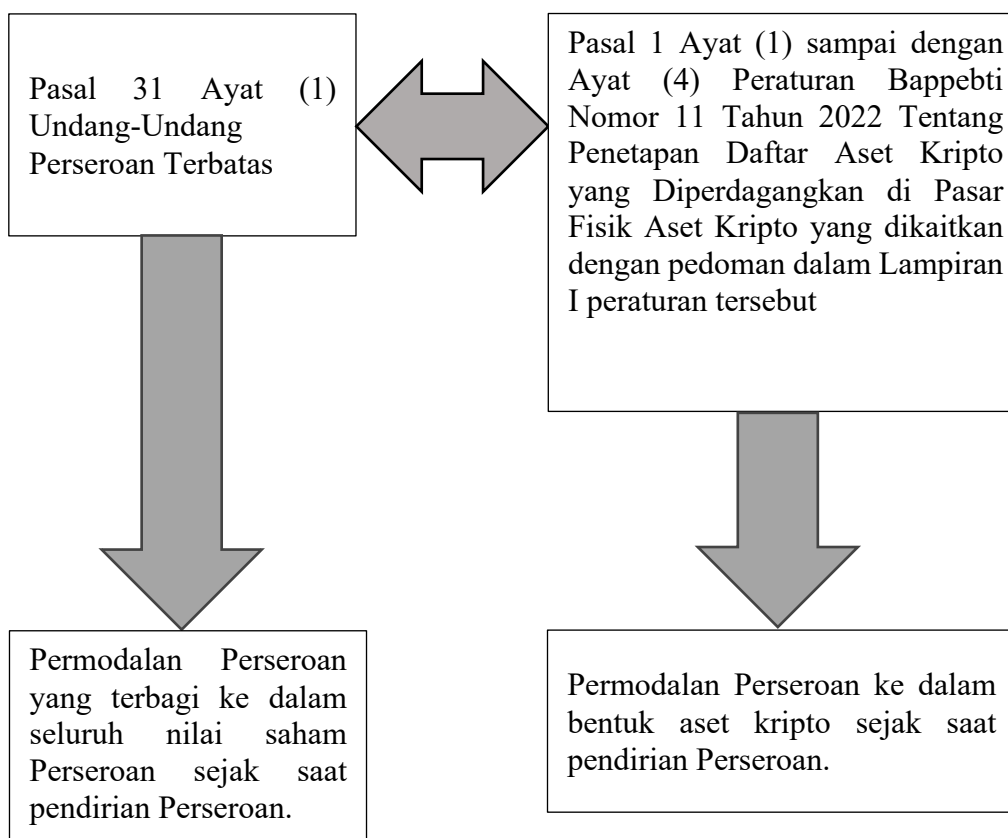 Pasal 31 Ayat (1)
Undang-Undang
Perseroan Terbatas
Pasal 1 Ayat (1) sampai dengan
Ayat (4) Peraturan Bappebti
Nomor 11 Tahun 2022 Tentang
Penetapan Daftar Aset Kripto
yang Diperdagangkan di Pasar
Fisik Aset Kripto yang dikaitkan
dengan pedoman dalam Lampiran
I peraturan tersebut
Permodalan Perseroan
yang terbagi ke dalam
seluruh nilai saham
Perseroan sejak saat
pendirian Perseroan.
Permodalan Perseroan ke dalam
bentuk aset kripto sejak saat
pendirian Perseroan.